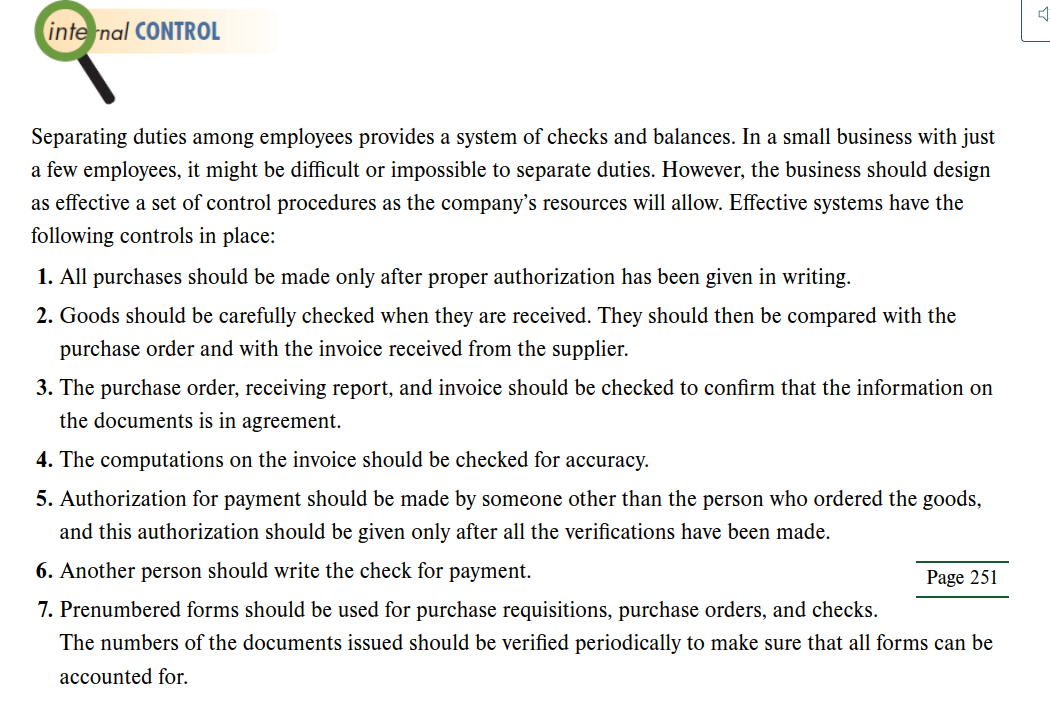 internal CONTROL
Separating duties among employees provides a system of checks and balances. In a small business with just
a few employees, it might be difficult or impossible to separate duties. However, the business should design
as effective a set of control procedures as the company’s resources will allow. Effective systems have the
following controls in place:
1. All purchases should be made only after proper authorization has been given in writing.
2. Goods should be carefully checked when they are received. They should then be compared with the
purchase order and with the invoice received from the supplier.
3. The purchase order, receiving report, and invoice should be checked to confirm that the information on
the documents is in agreement.
4. The computations on the invoice should be checked for accuracy.
5. Authorization for payment should be made by someone other than the person who ordered the goods,
and this authorization should be given only after all the verifications have been made.
6. Another person should write the check for payment.
Page 251
7. Prenumbered forms should be used for purchase requisitions, purchase orders, and checks.
The numbers of the documents issued should be verified periodically to make sure that all forms can be
accounted for.